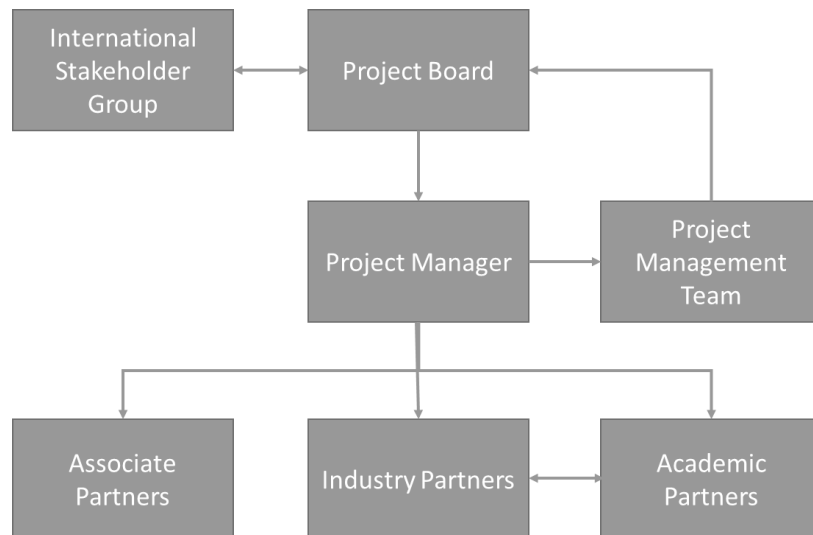 International
Stakeholder
Group
Project Board
Project Manager
Project
Management
Team
Associate
Partners
Industry Partners
Academic
Partners